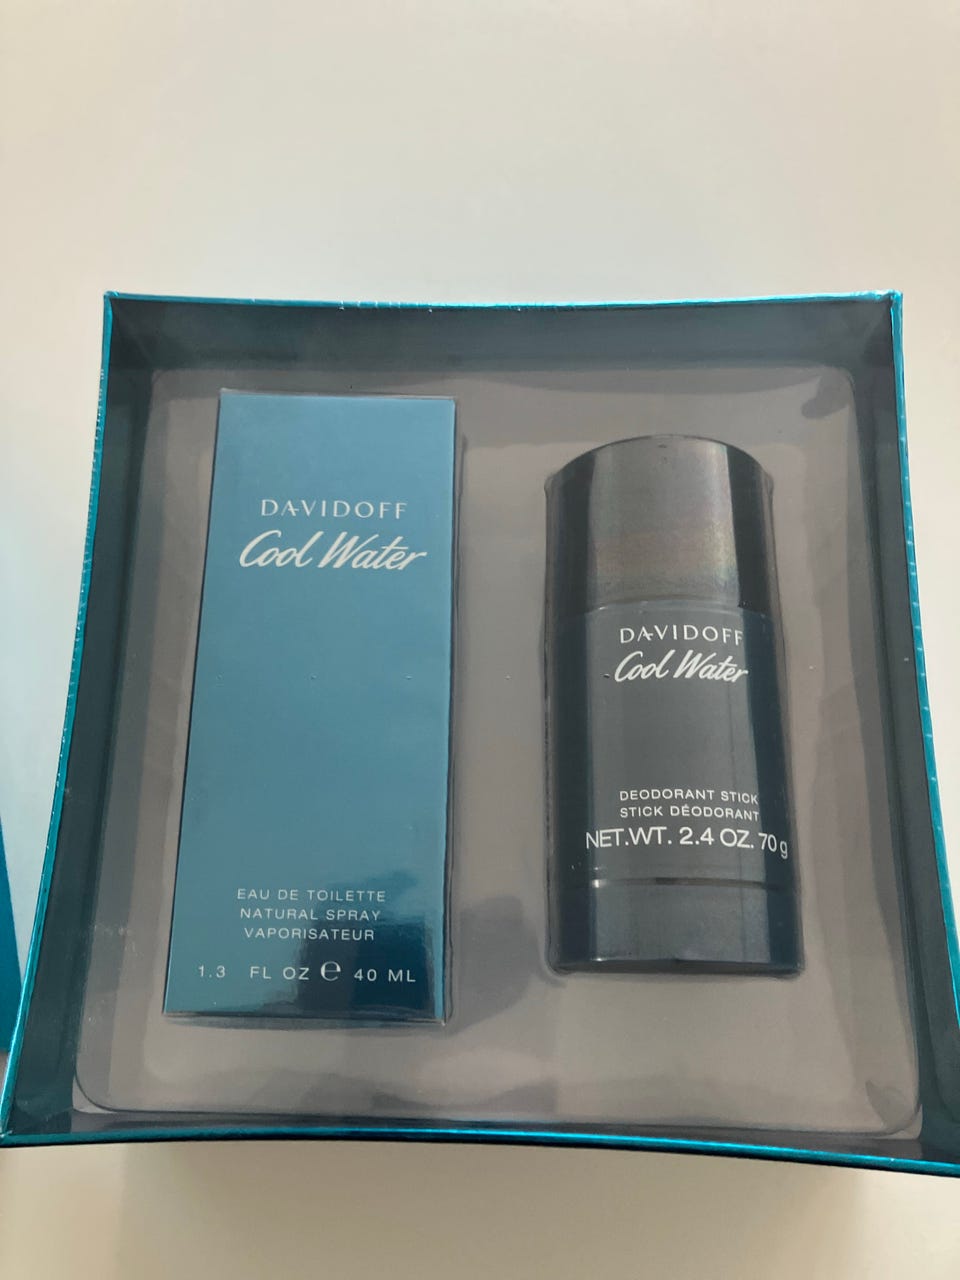 DAVIDOFF
Cool Water
EAU DE TOILETTE
NATURAL SPRAY
VAPORISATEUR
1.3 FL OZ ℮ 40 ML
DAVIDOFF
Cool Water
DEODORANT STICK
STICK DÉODORANT
NET.WT. 2.4 OZ. 70 g